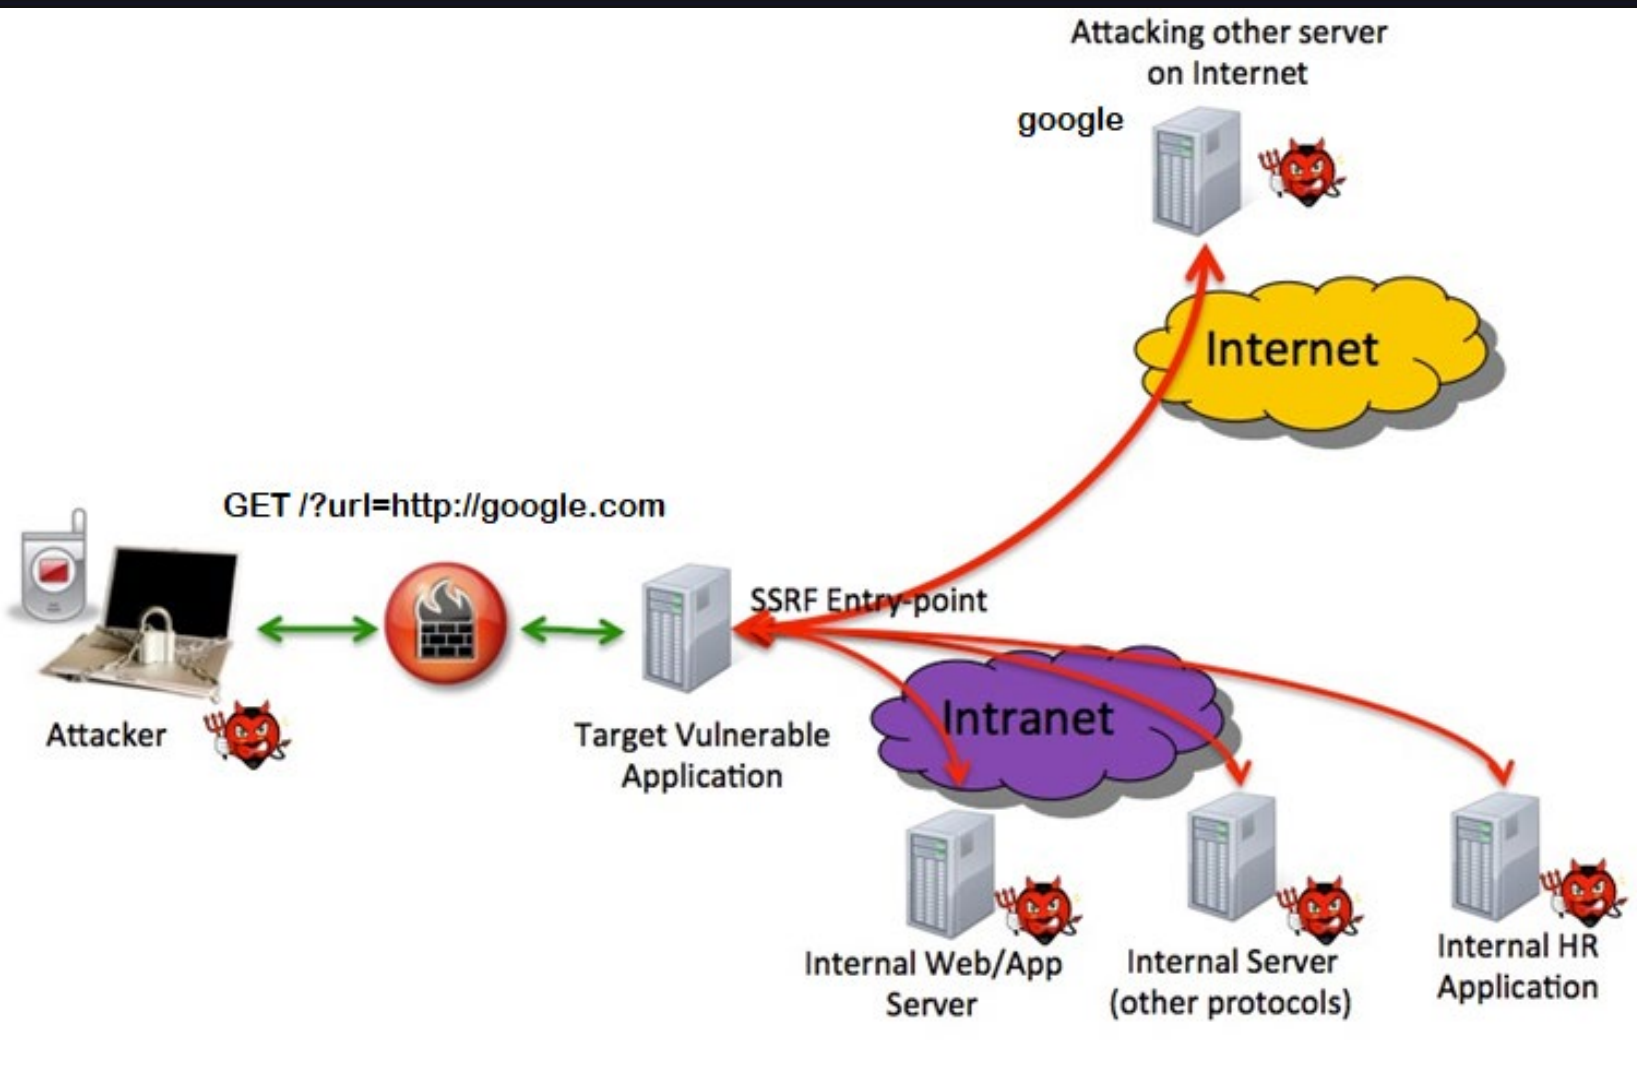 Attacking other server
on Internet
google
Internet
GET /?url=http://google.com
SSRF Entry-point
Intranet
Attacker
Target Vulnerable
Application
Internal Web/App
Server
Internal Server
(other protocols)
Internal HR
Application